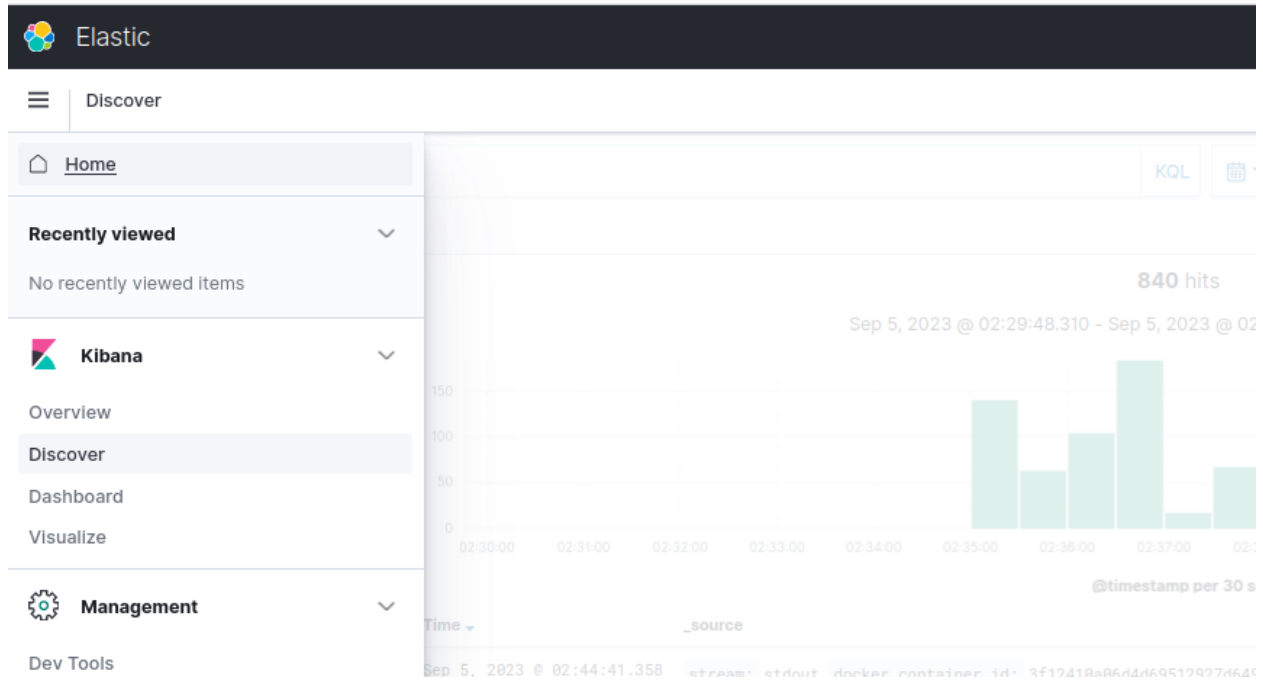 Elastic
Discover
Home
KQL
Recently viewed
No recently viewed items
840 hits
Sep 5, 2023 @ 02:29:48.310 - Sep 5, 2023 @ 02
Kibana
Overview
Discover
Dashboard
Visualize
150
100
50
0
02:30:00 02:31:00 02:32:00 02:33:00 02:34:00 02:35:00 02:36:00 02:37:00 02:
@timestamp per 30 s
Management
Dev Tools
Time _source
Sep 5, 2023 @ 02:44:41.358 stream: stdout docker.container_id: 3f12410a06d4d69512927d649